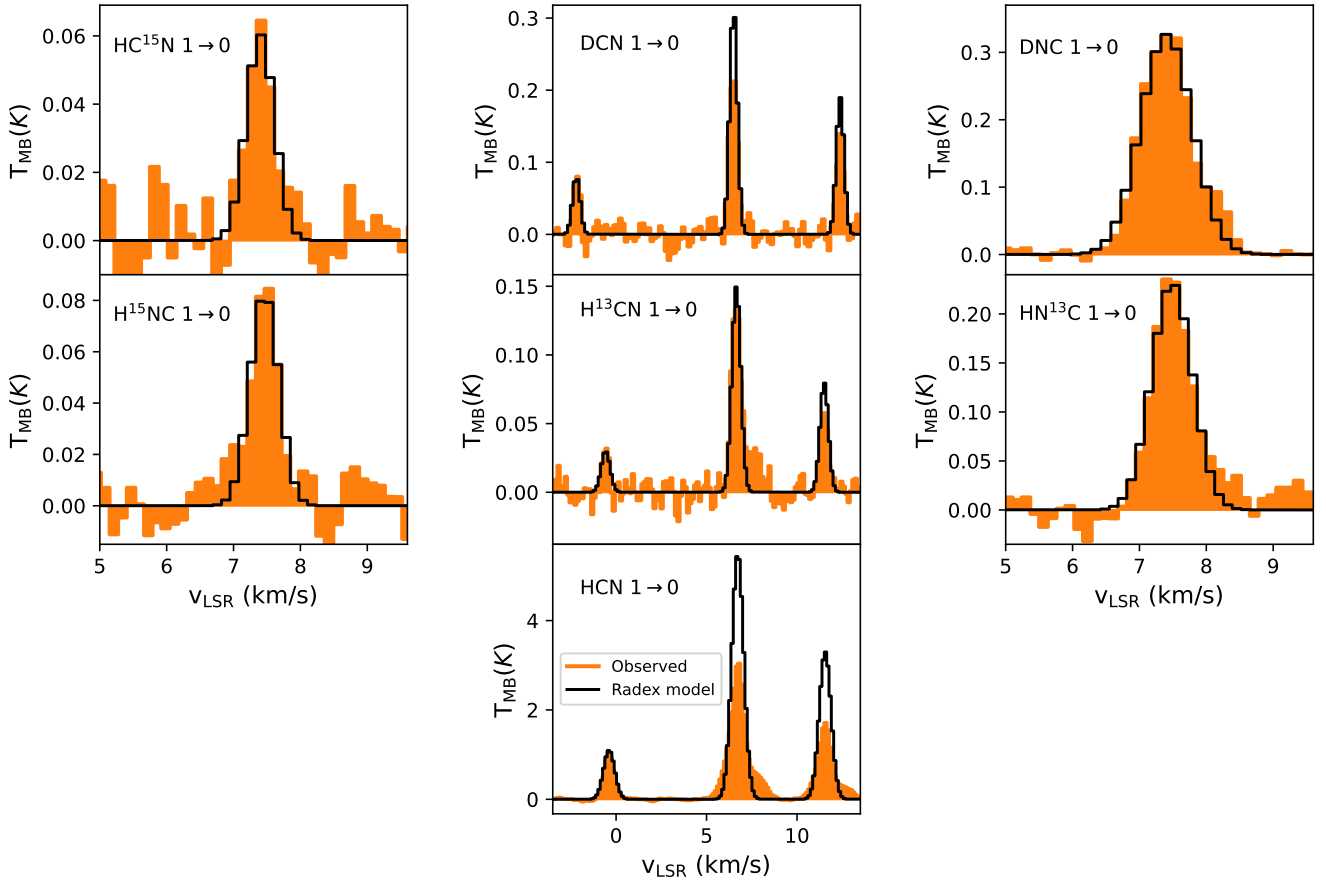 HC¹⁵N 1→0
T_MB(K)
0.06
0.04
0.02
0.00
H¹⁵NC 1→0
T_MB(K)
0.08
0.06
0.04
0.02
0.00
5 6 7 8 9
v_LSR (km/s)
DCN 1→0
T_MB(K)
0.3
0.2
0.1
0.0
H¹³CN 1→0
T_MB(K)
0.15
0.10
0.05
0.00
HCN 1→0
T_MB(K)
4
2
0
Observed
Radex model
0 5 10
v_LSR (km/s)
DNC 1→0
T_MB(K)
0.3
0.2
0.1
0.0
HN¹³C 1→0
T_MB(K)
0.20
0.15
0.10
0.05
0.00
5 6 7 8 9
v_LSR (km/s)